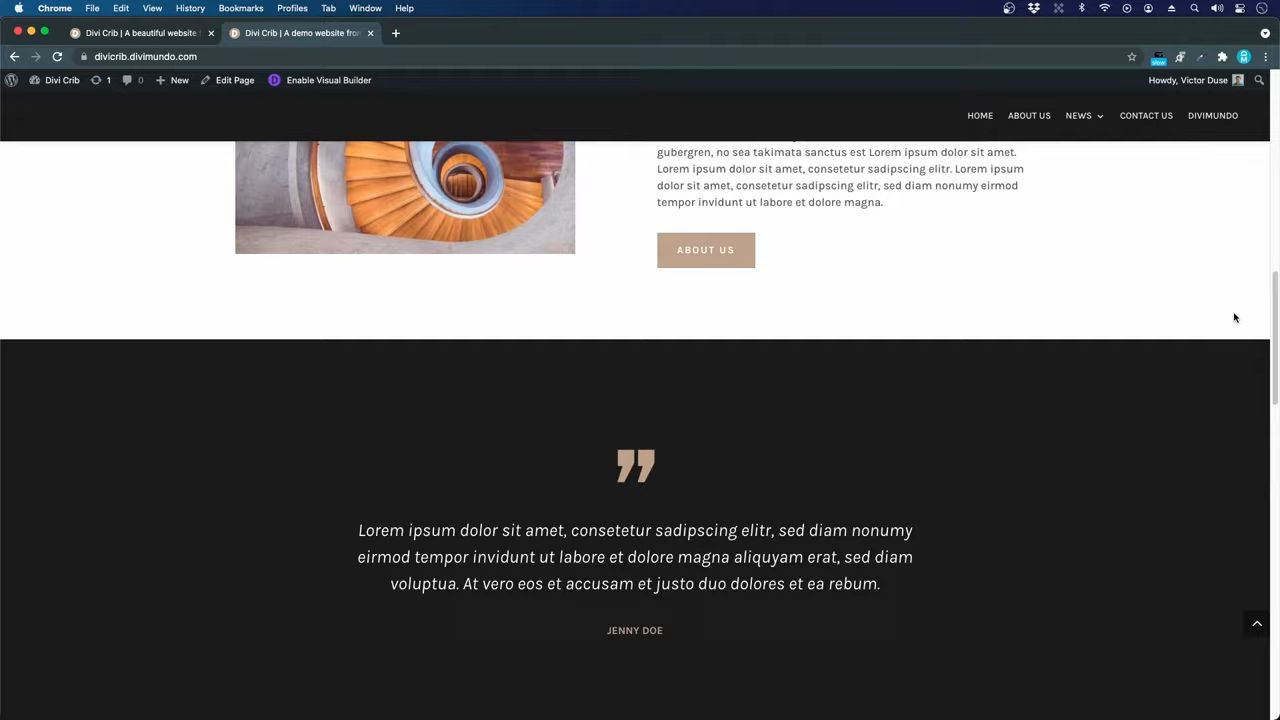 Chrome File Edit View History Bookmarks Profiles Tab Window Help
Divi Crib | A beautiful website Divi Crib | A demo website from
divicrib.divimundo.com
Divi Crib 1 0 New Edit Page D Enable Visual Builder Howdy, Victor Duse
HOME ABOUT US NEWS CONTACT US DIVIMUNDO
gubergren, no sea takimata sanctus est Lorem ipsum dolor sit amet.
Lorem ipsum dolor sit amet, consetetur sadipscing elitr. Lorem ipsum
dolor sit amet, consetetur sadipscing elitr, sed diam nonumy eirmod
tempor invidunt ut labore et dolore magna.
ABOUT US
”
Lorem ipsum dolor sit amet, consetetur sadipscing elitr, sed diam nonumy
eirmod tempor invidunt ut labore et dolore magna aliquyam erat, sed diam
voluptua. At vero eos et accusam et justo duo dolores et ea rebum.
JENNY DOE